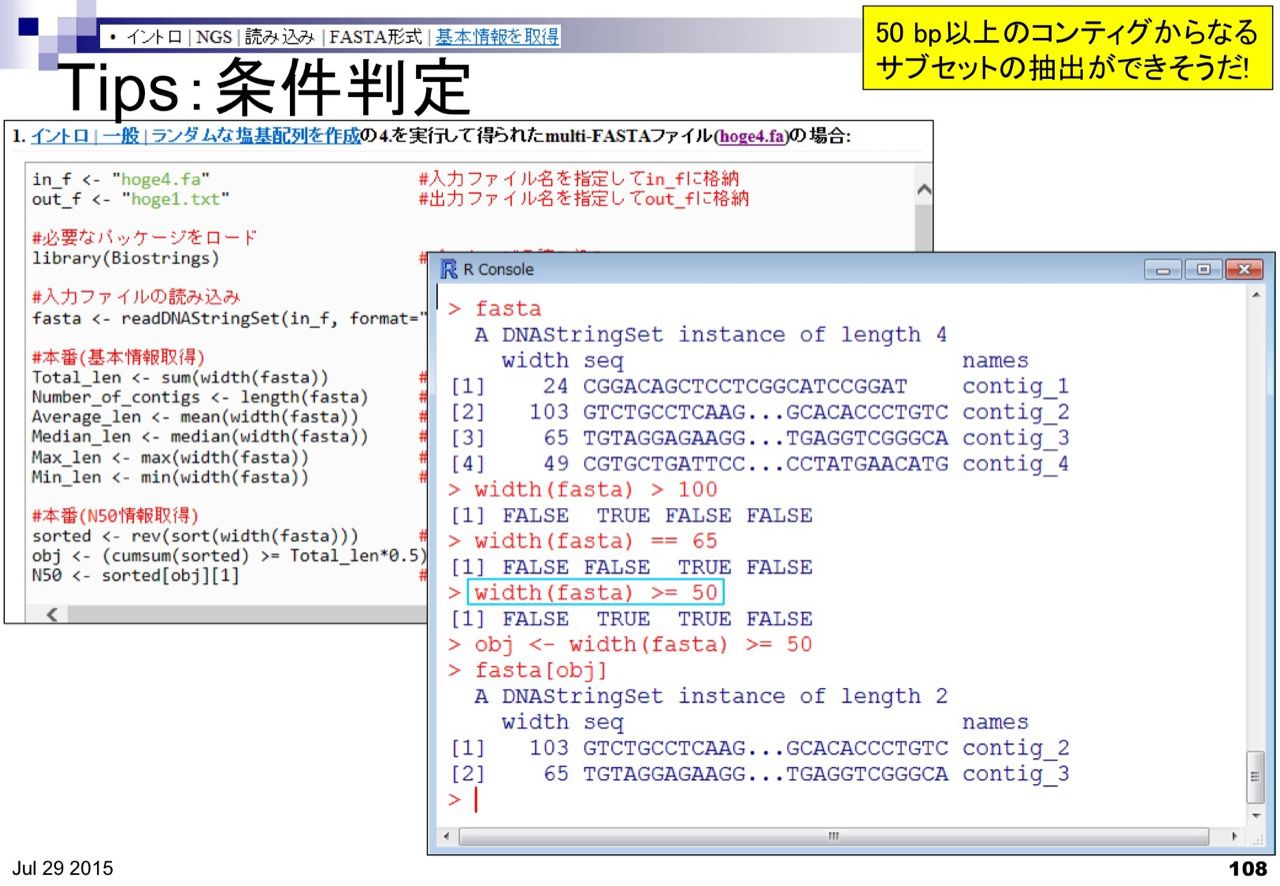 • イントロ | NGS | 読み込み | FASTA形式 | 基本情報を取得
50 bp以上のコンティグからなる
サブセットの抽出ができそうだ!
Tips：条件判定
1. イントロ | 一般 | ランダムな塩基配列を作成の4.を実行して得られたmulti-FASTAファイル(hoge4.fa)の場合:
in_f <- "hoge4.fa" #入力ファイル名を指定してin_fに格納
out_f <- "hoge1.txt" #出力ファイル名を指定してout_fに格納
#必要なパッケージをロード
library(Biostrings) #
#入力ファイルの読み込み
fasta <- readDNAStringSet(in_f, format="
#本番(基本情報取得)
Total_len <- sum(width(fasta)) #
Number_of_contigs <- length(fasta) #
Average_len <- mean(width(fasta)) #
Median_len <- median(width(fasta)) #
Max_len <- max(width(fasta)) #
Min_len <- min(width(fasta)) #
#本番(N50情報取得)
sorted <- rev(sort(width(fasta))) #
obj <- (cumsum(sorted) >= Total_len*0.5)
N50 <- sorted[obj][1] #
R Console
> fasta
A DNAStringSet instance of length 4
width seq names
[1] 24 CGGACAGCTCCTCGGCATCCGGAT contig_1
[2] 103 GTCTGCCTCAAG...GCACACCCTGTC contig_2
[3] 65 TGTAGGAGAAGG...TGAGGTCGGGCA contig_3
[4] 49 CGTGCTGATTCC...CCTATGAACATG contig_4
> width(fasta) > 100
[1] FALSE TRUE FALSE FALSE
> width(fasta) == 65
[1] FALSE FALSE TRUE FALSE
> width(fasta) >= 50
[1] FALSE TRUE TRUE FALSE
> obj <- width(fasta) >= 50
> fasta[obj]
A DNAStringSet instance of length 2
width seq names
[1] 103 GTCTGCCTCAAG...GCACACCCTGTC contig_2
[2] 65 TGTAGGAGAAGG...TGAGGTCGGGCA contig_3
>
Jul 29 2015
108